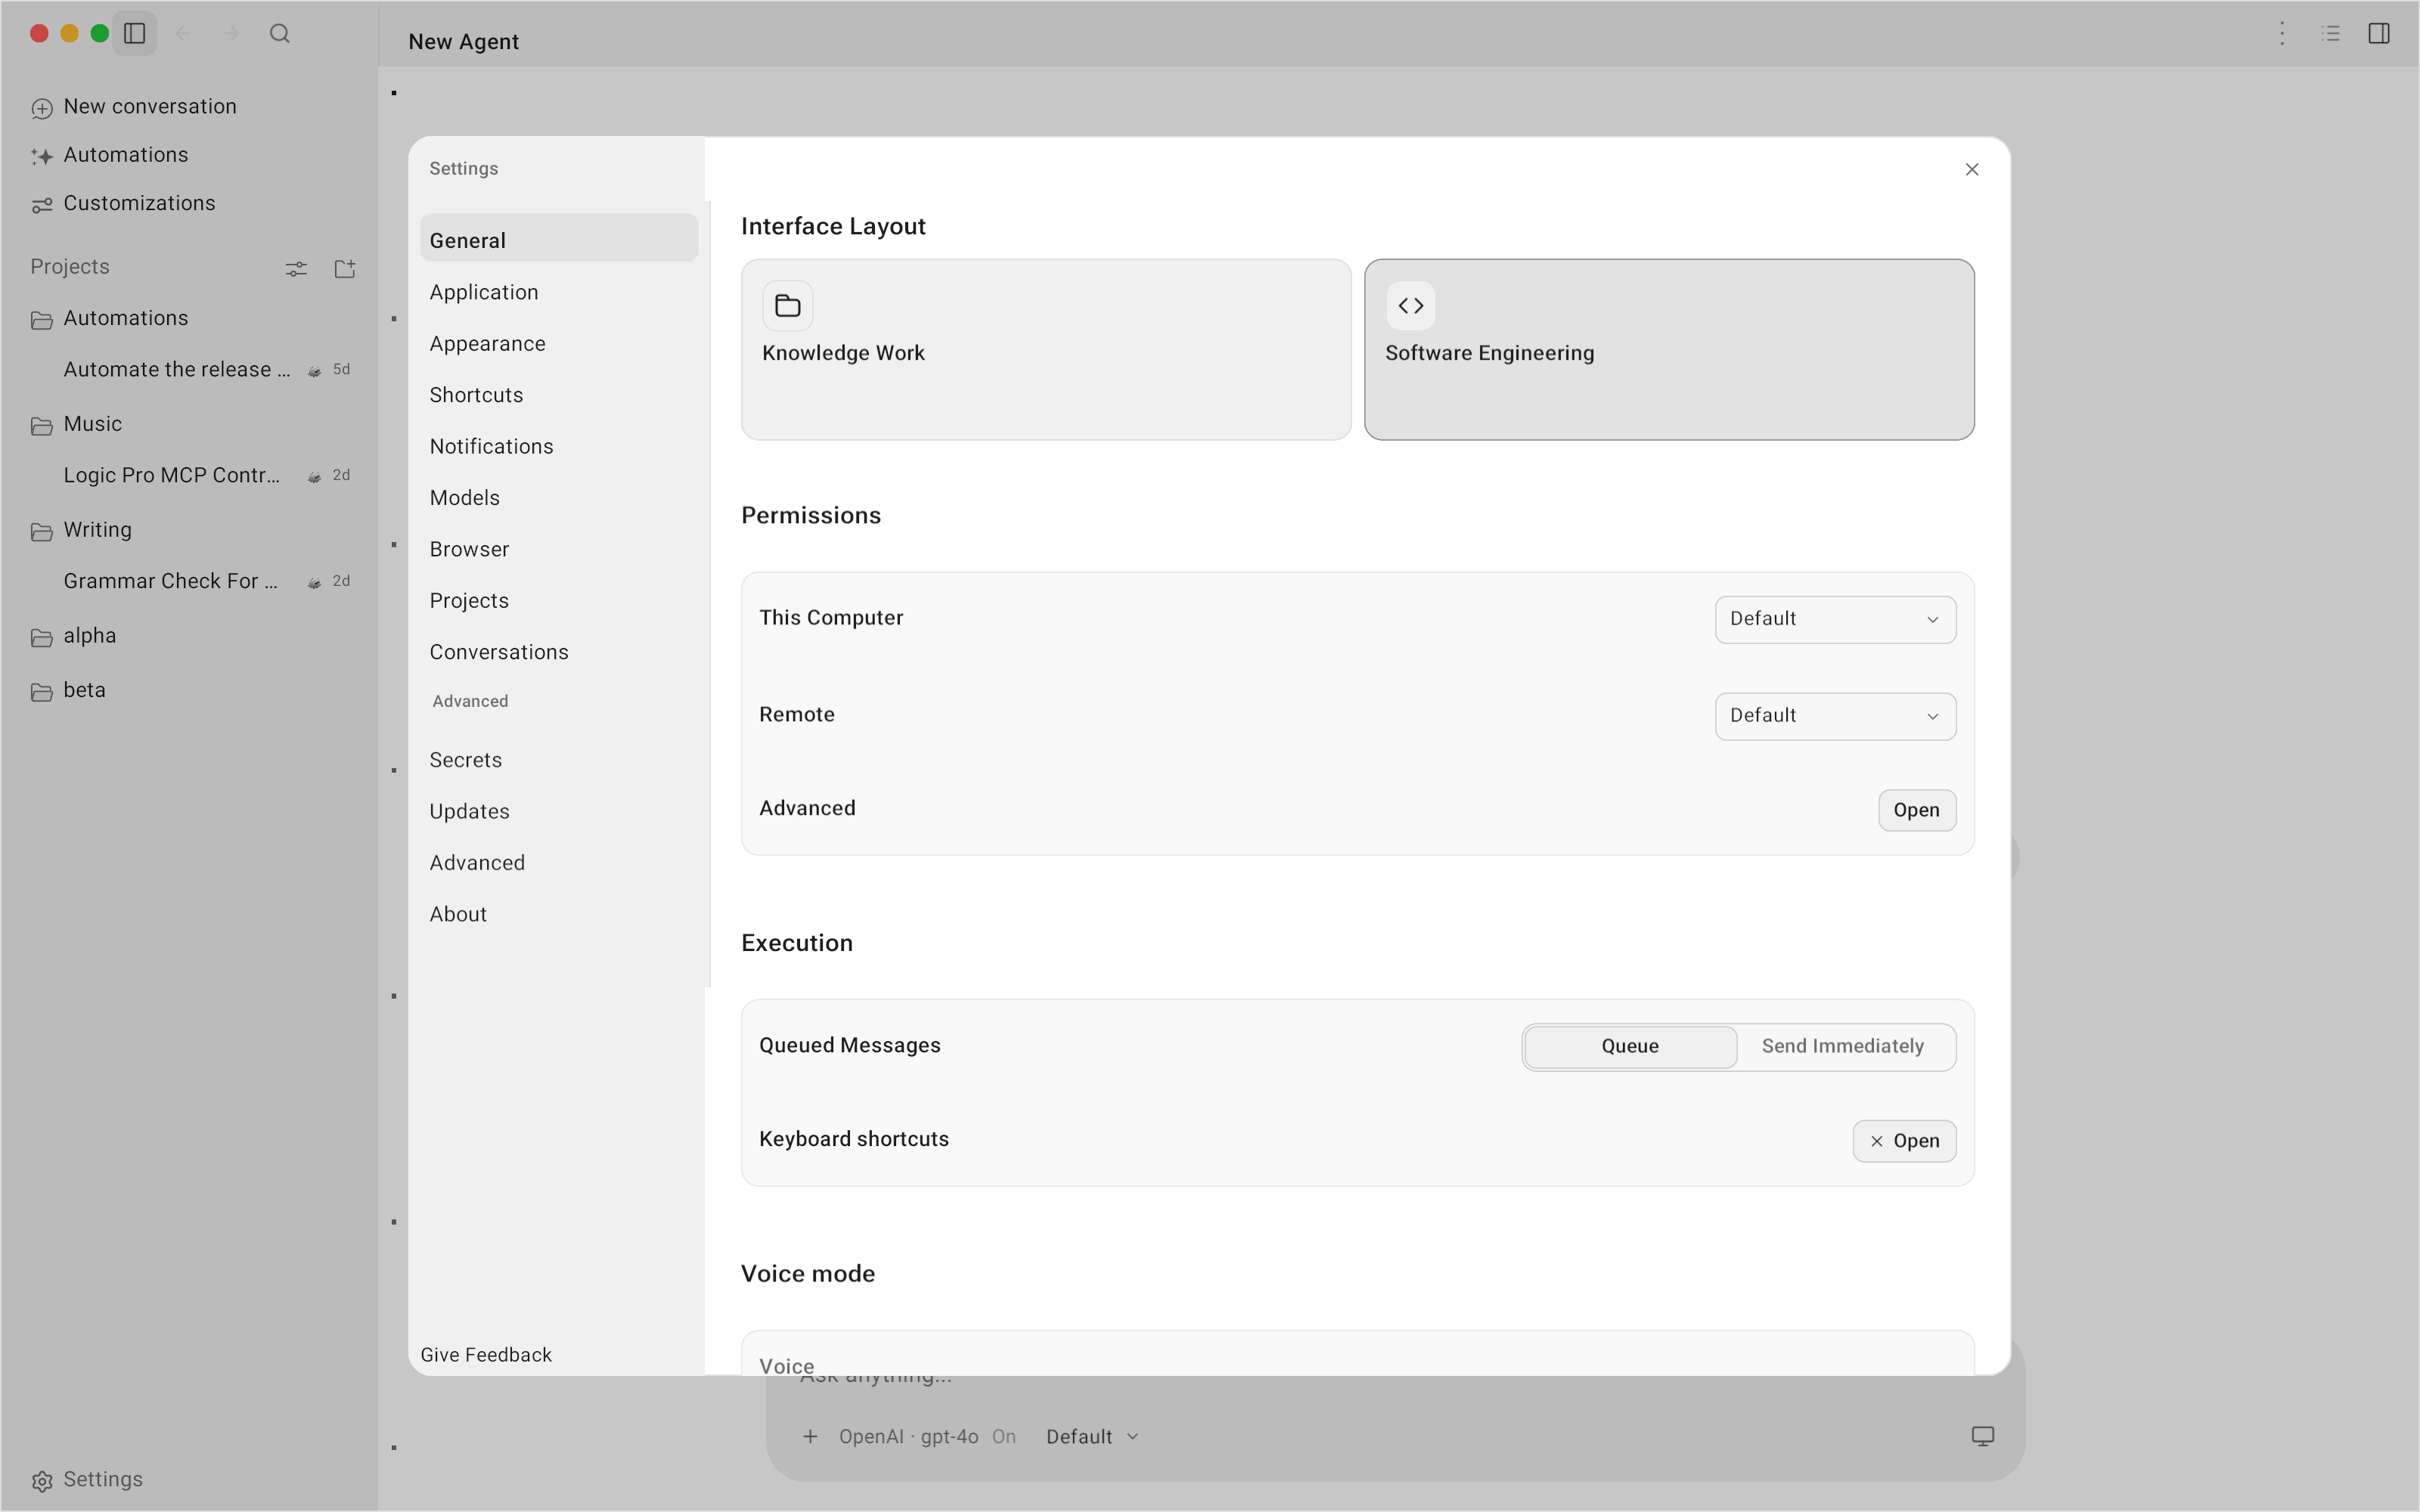 New Agent
New conversation
Automations
Customizations
Projects
Automations
Automate the release ... 5d
Music
Logic Pro MCP Contr... 2d
Writing
Grammar Check For ... 2d
alpha
beta
Settings
Settings
General
Application
Appearance
Shortcuts
Notifications
Models
Browser
Projects
Conversations
Advanced
Secrets
Updates
Advanced
About
Give Feedback
Interface Layout
Knowledge Work
Software Engineering
Permissions
This Computer Default
Remote Default
Advanced Open
Execution
Queued Messages Queue Send Immediately
Keyboard shortcuts Open
Voice mode
Voice
Ask anything...
OpenAI · gpt-4o On Default